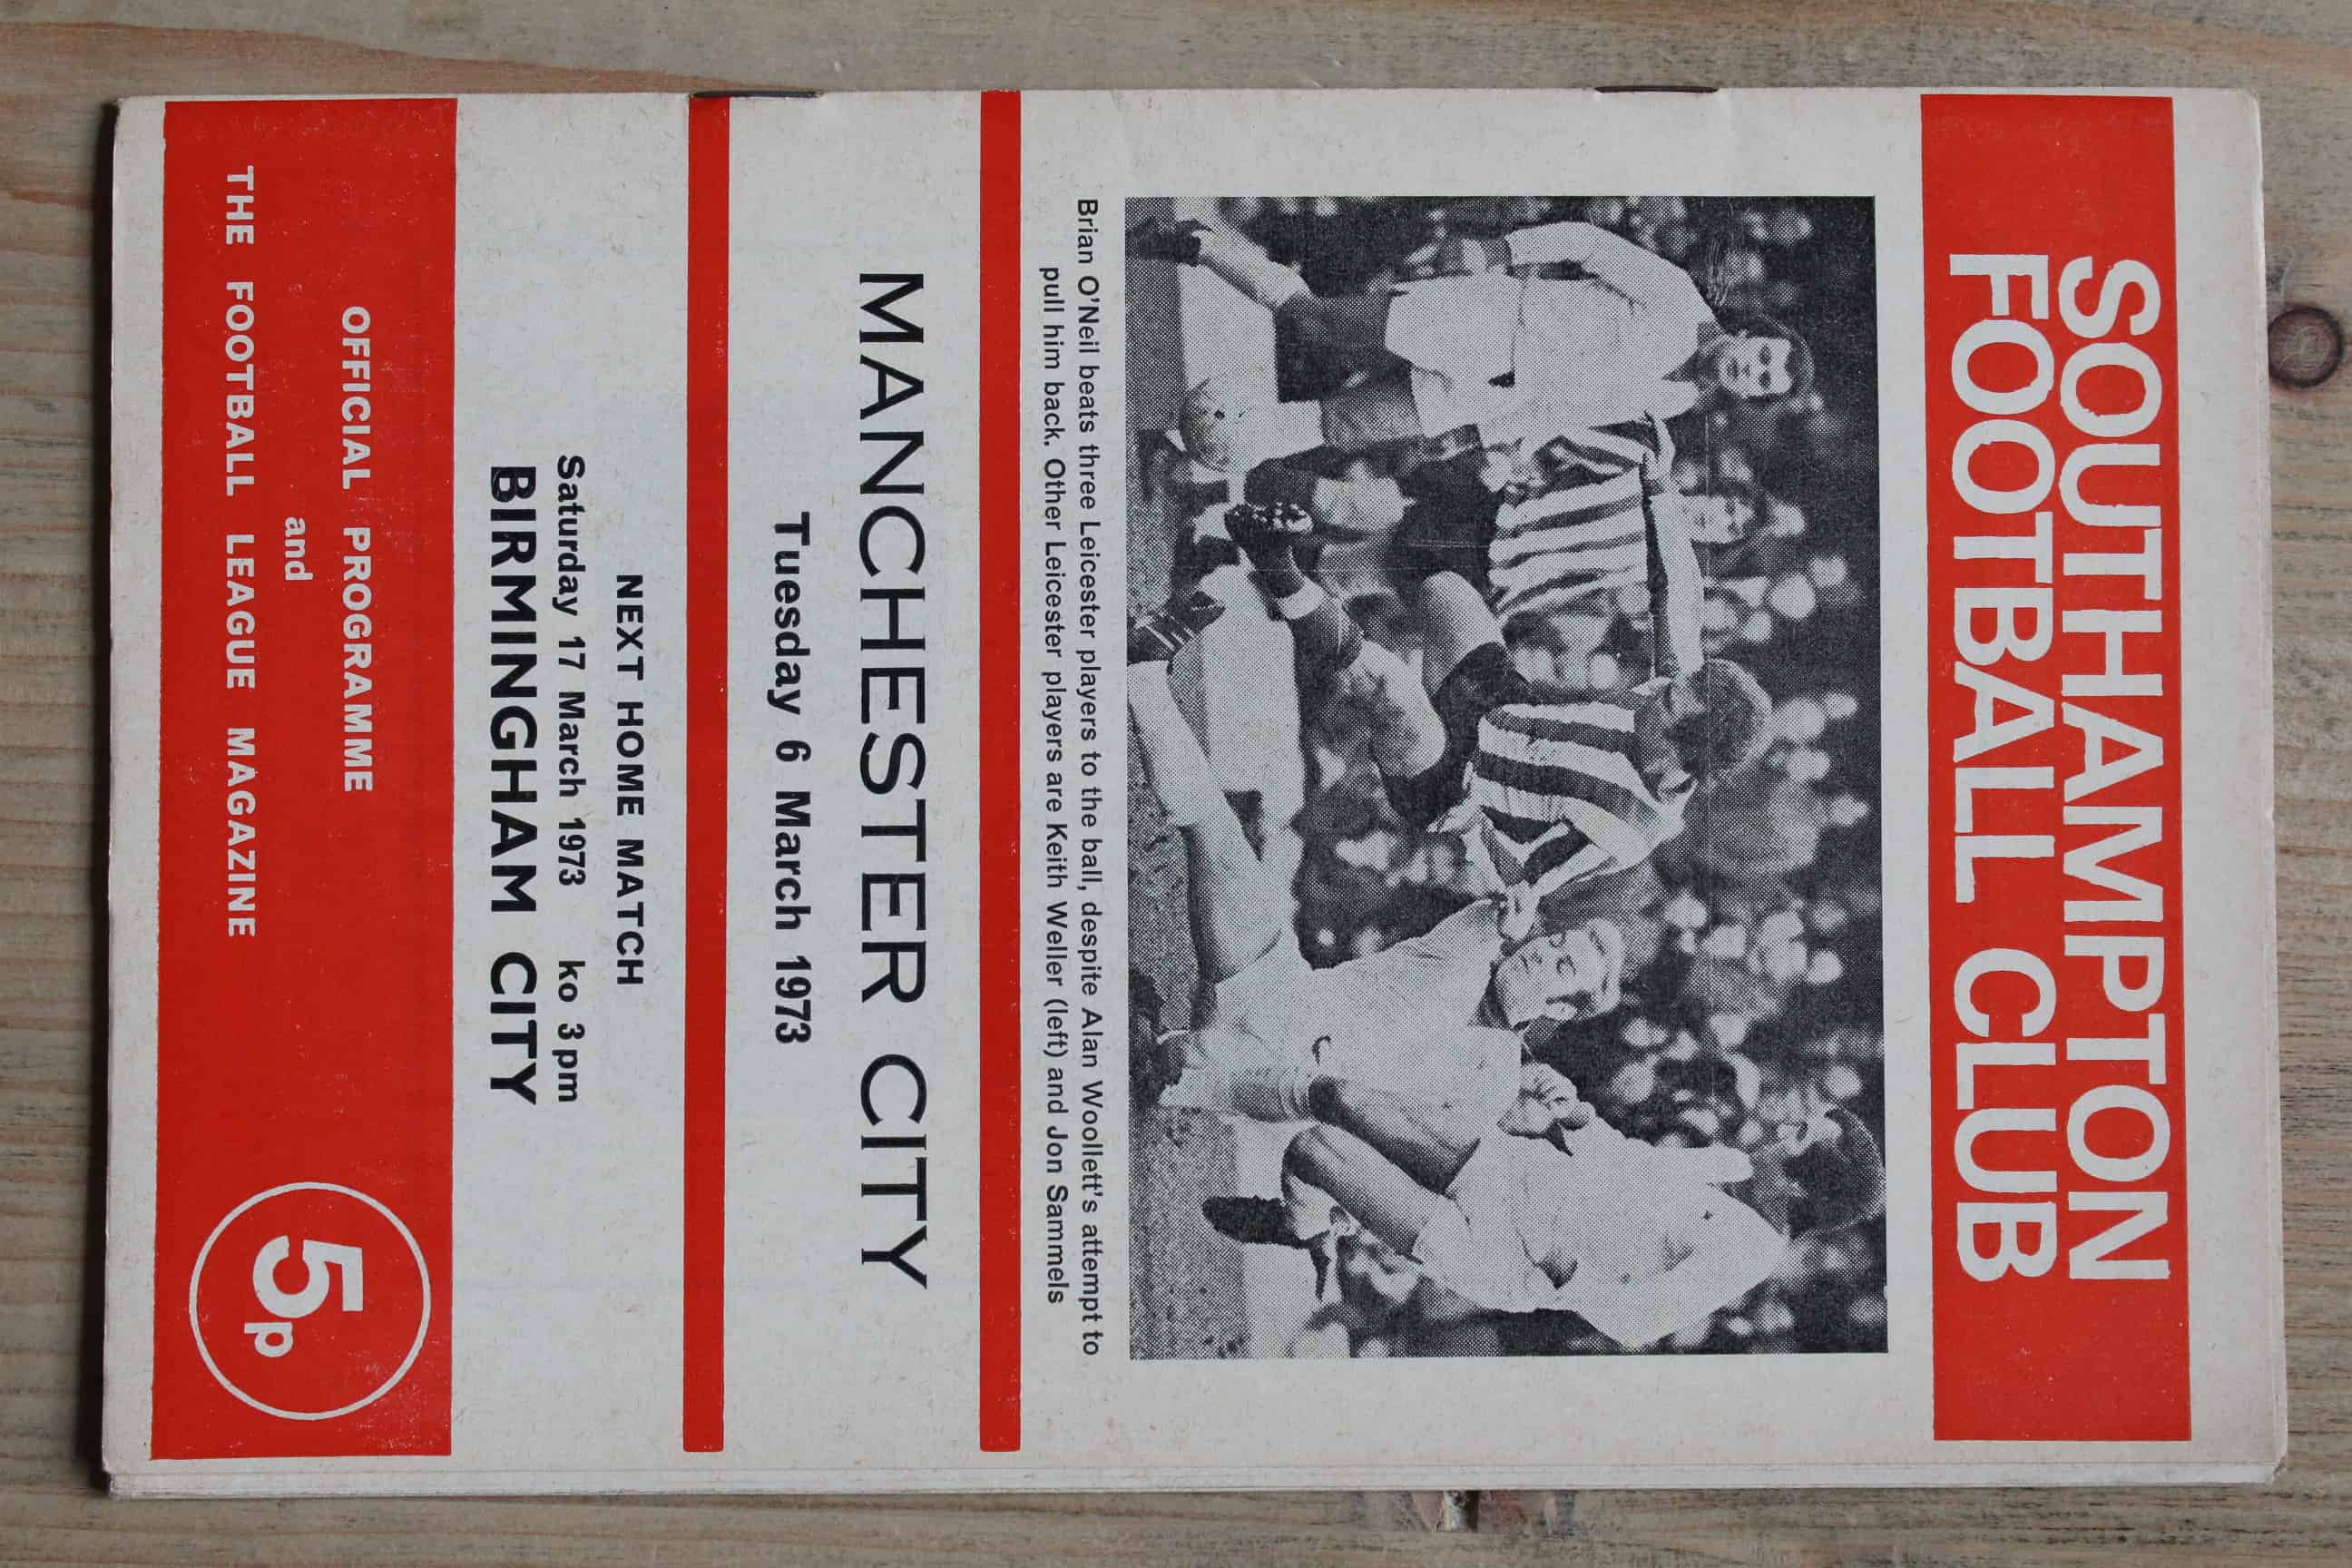 SOUTHAMPTON
FOOTBALL CLUB
Brian O'Neil beats three Leicester players to the ball, despite Alan Woollett's attempt to
pull him back. Other Leicester players are Keith Weller (left) and Jon Sammels
MANCHESTER CITY
Tuesday 6 March 1973
NEXT HOME MATCH
Saturday 17 March 1973 ko 3pm
BIRMINGHAM CITY
OFFICIAL PROGRAMME
and
THE FOOTBALL LEAGUE MAGAZINE
5p